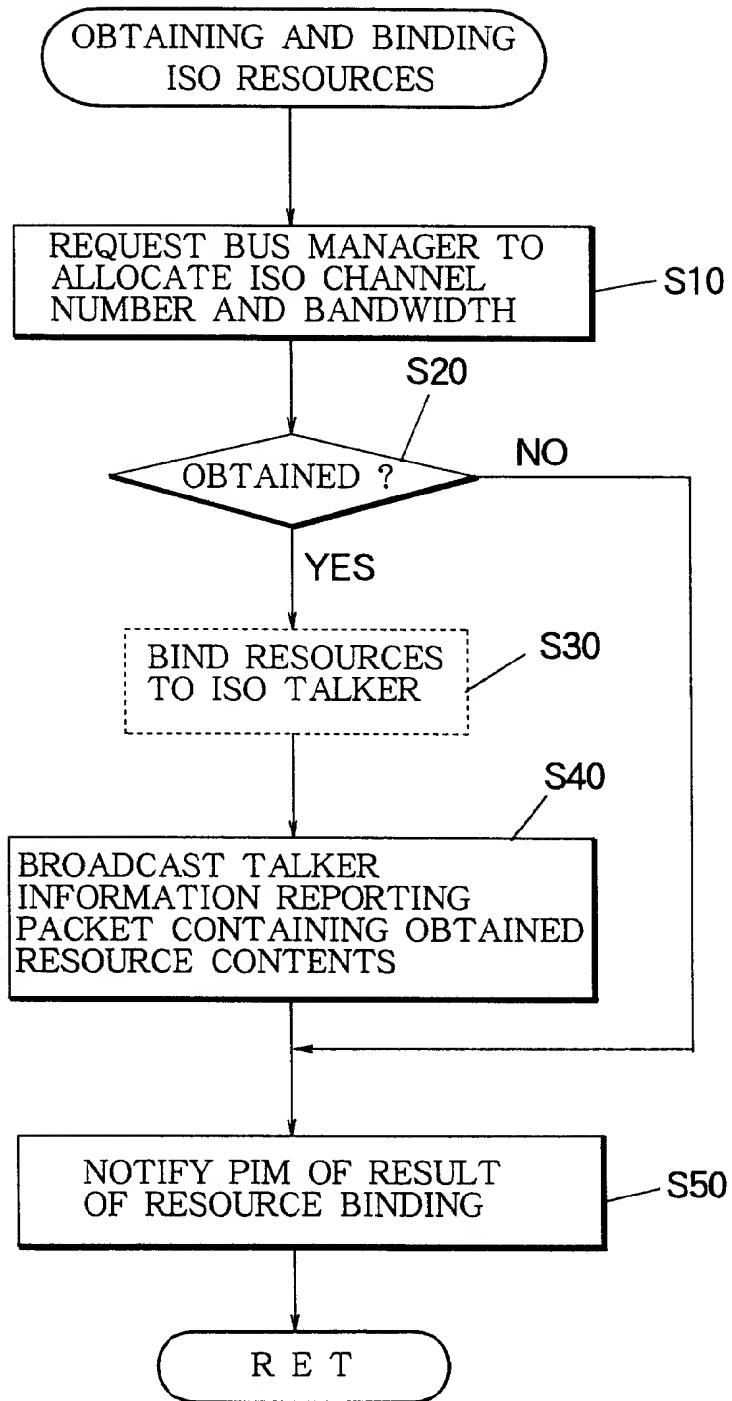 OBTAINING AND BINDING
ISO RESOURCES
REQUEST BUS MANAGER TO
ALLOCATE ISO CHANNEL
NUMBER AND BANDWIDTH
S10
S20
OBTAINED ?
NO
YES
BIND RESOURCES
TO ISO TALKER
S30
S40
BROADCAST TALKER
INFORMATION REPORTING
PACKET CONTAINING OBTAINED
RESOURCE CONTENTS
NOTIFY PIM OF RESULT
OF RESOURCE BINDING
S50
R E T